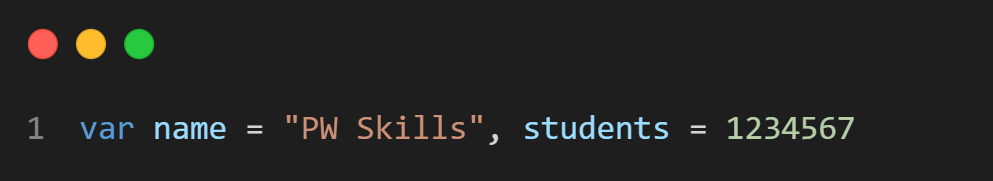 1 var name = "PW Skills", students = 1234567